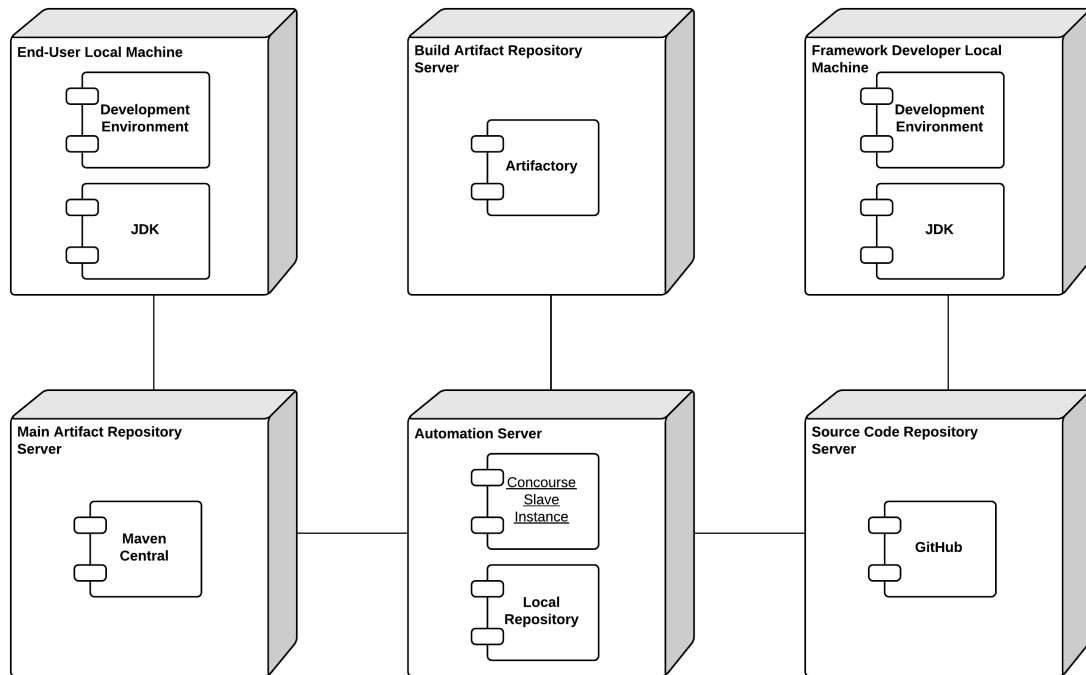 End-User Local Machine
Development
Environment
JDK
Build Artifact Repository
Server
Artifactory
Framework Developer Local
Machine
Development
Environment
JDK
Main Artifact Repository
Server
Maven
Central
Automation Server
Concourse
Slave
Instance
Local
Repository
Source Code Repository
Server
GitHub